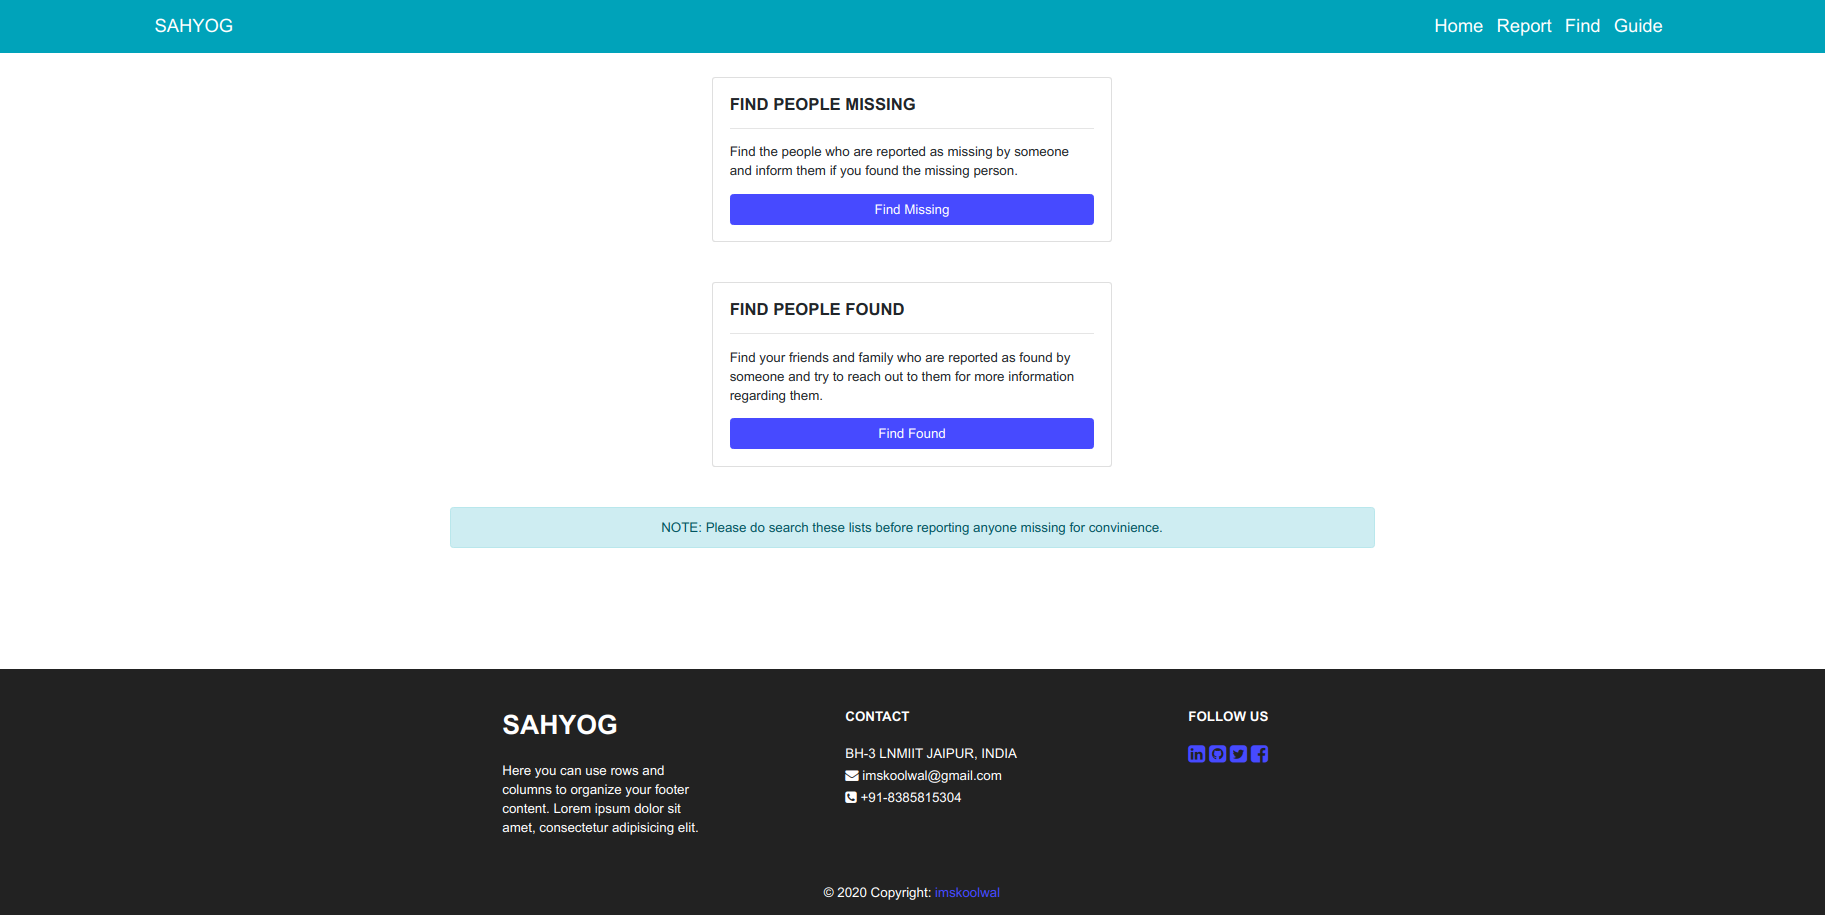 SAHYOG
Home Report Find Guide
FIND PEOPLE MISSING
Find the people who are reported as missing by someone
and inform them if you found the missing person.
Find Missing
FIND PEOPLE FOUND
Find your friends and family who are reported as found by
someone and try to reach out to them for more information
regarding them.
Find Found
NOTE: Please do search these lists before reporting anyone missing for convinience.
SAHYOG
Here you can use rows and
columns to organize your footer
content. Lorem ipsum dolor sit
amet, consectetur adipisicing elit.
CONTACT
BH-3 LNMIIT JAIPUR, INDIA
imskoolwal@gmail.com
+91-8385815304
FOLLOW US
© 2020 Copyright: imskoolwal